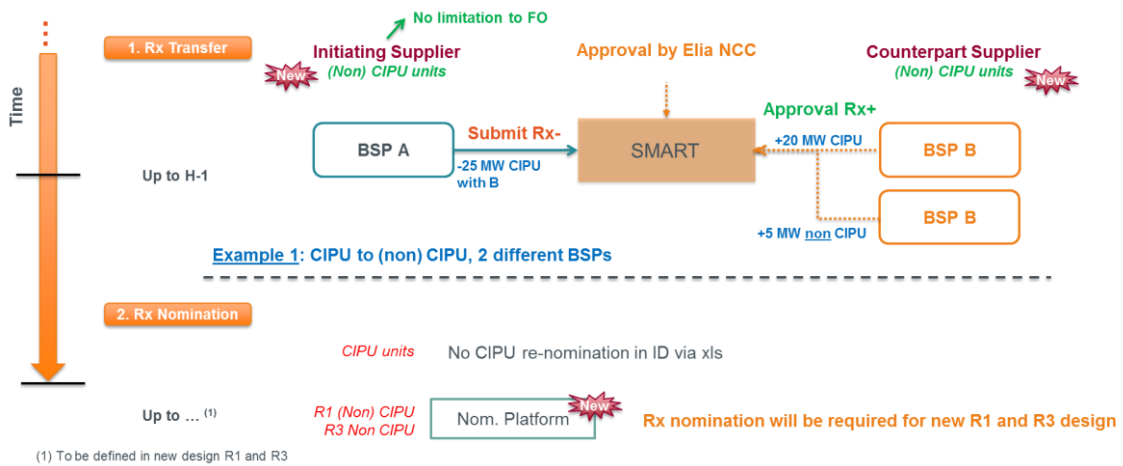 No limitation to FO
1. Rx Transfer
Initiating Supplier
Approval by Elia NCC
Counterpart Supplier
New
(Non) CIPU units
(Non) CIPU units
New
Time
Approval Rx+
Submit Rx-
+20 MW CIPU
BSP A
SMART
BSP B
-25 MW CIPU
with B
Up to H-1
BSP B
+5 MW non CIPU
Example 1: CIPU to (non) CIPU, 2 different BSPs
2. Rx Nomination
CIPU units
No CIPU re-nomination in ID via xls
New
Up to ... (1)
R1 (Non) CIPU
R3 Non CIPU
Nom. Platform
Rx nomination will be required for new R1 and R3 design
(1) To be defined in new design R1 and R3